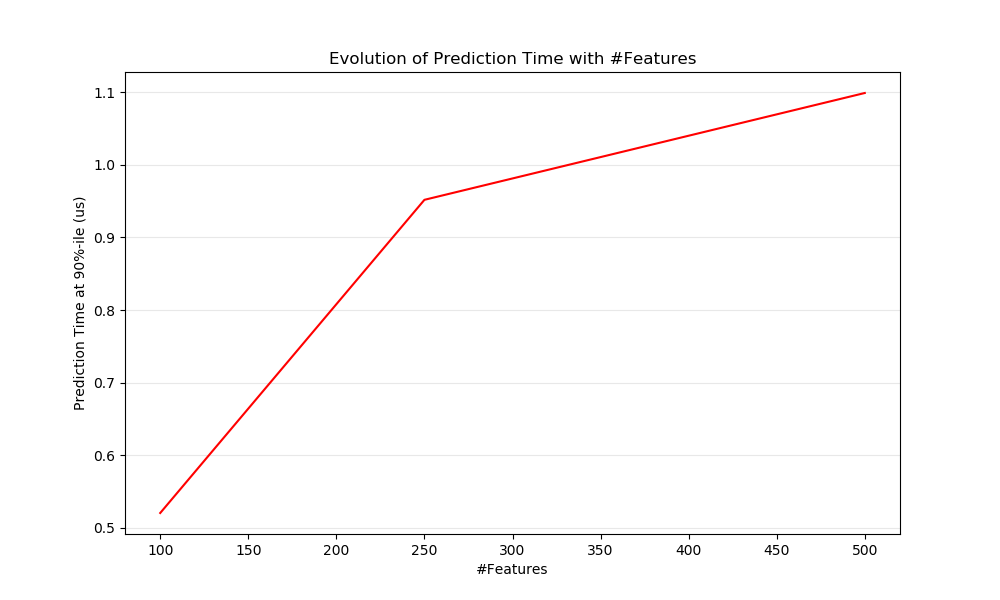 Evolution of Prediction Time with #Features
Prediction Time at 90%-ile (us)
1.1
1.0
0.9
0.8
0.7
0.6
0.5
100 150 200 250 300 350 400 450 500
#Features